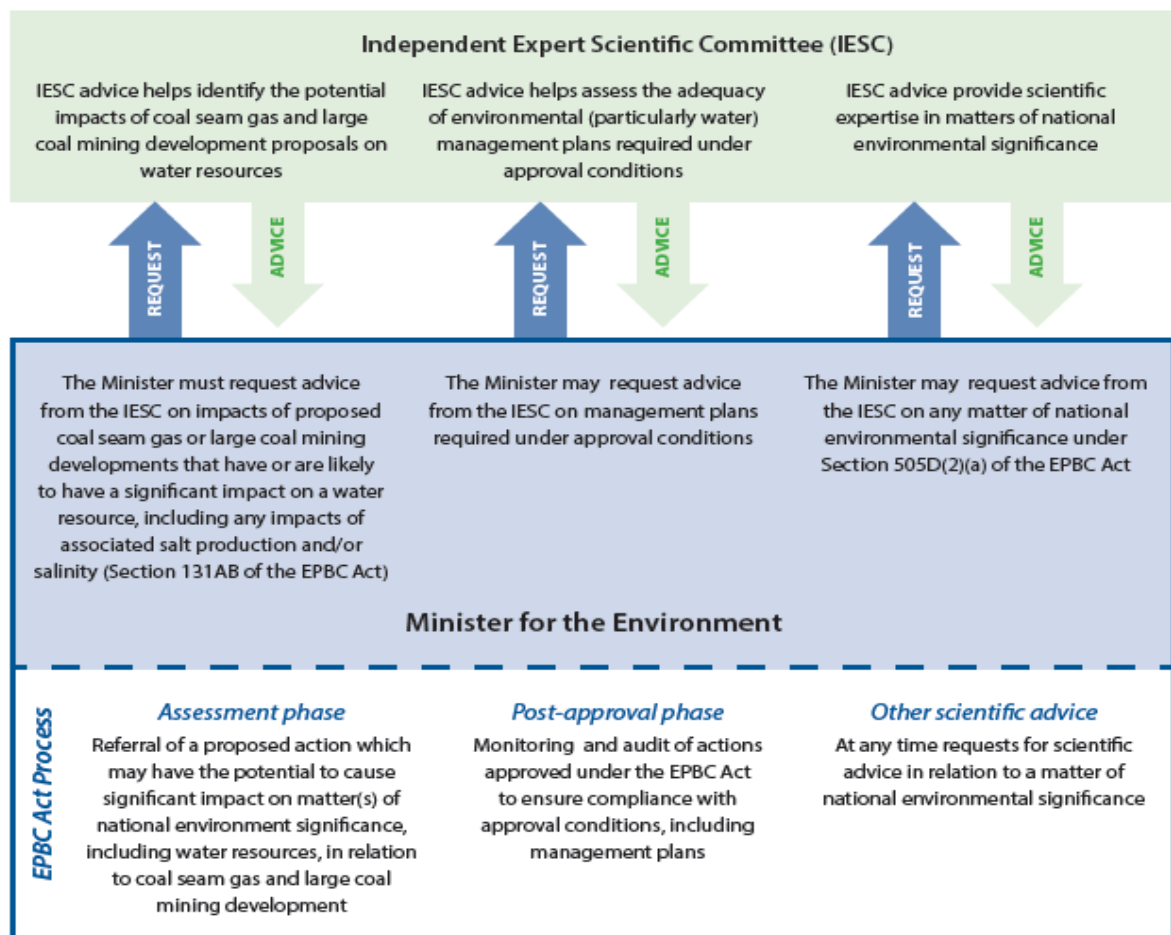 Independent Expert Scientific Committee (IESC)
IESC advice helps identify the potential
impacts of coal seam gas and large
coal mining development proposals on
water resources
IESC advice helps assess the adequacy
of environmental (particularly water)
management plans required under
approval conditions
IESC advice provide scientific
expertise in matters of national
environmental significance
REQUEST
ADVICE
REQUEST
ADVICE
REQUEST
ADVICE
The Minister must request advice
from the IESC on impacts of proposed
coal seam gas or large coal mining
developments that have or are likely
to have a significant impact on a water
resource, including any impacts of
associated salt production and/or
salinity (Section 131AB of the EPBC Act)
The Minister may request advice
from the IESC on management plans
required under approval conditions
The Minister may request advice from
the IESC on any matter of national
environmental significance under
Section 505D(2)(a) of the EPBC Act
Minister for the Environment
EPBC Act Process
Assessment phase
Referral of a proposed action which
may have the potential to cause
significant impact on matter(s) of
national environment significance,
including water resources, in relation
to coal seam gas and large coal
mining development
Post-approval phase
Monitoring and audit of actions
approved under the EPBC Act
to ensure compliance with
approval conditions, including
management plans
Other scientific advice
At any time requests for scientific
advice in relation to a matter of
national environmental significance